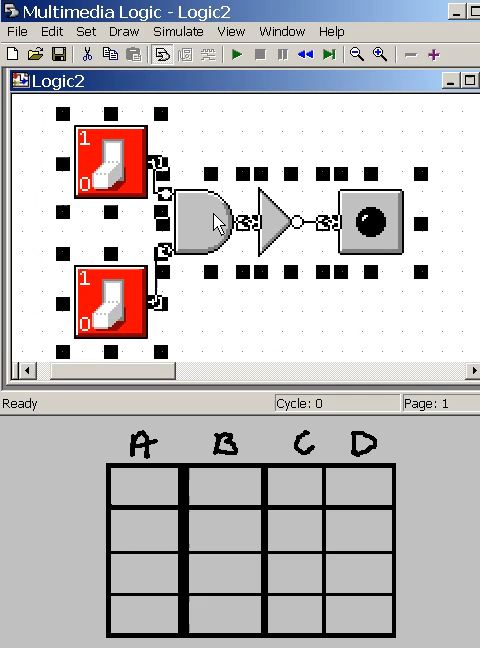 Multimedia Logic - Logic2
File Edit Set Draw Simulate View Window Help
Logic2
1
0
1
0
Ready Cycle: 0 Page: 1
A B C D